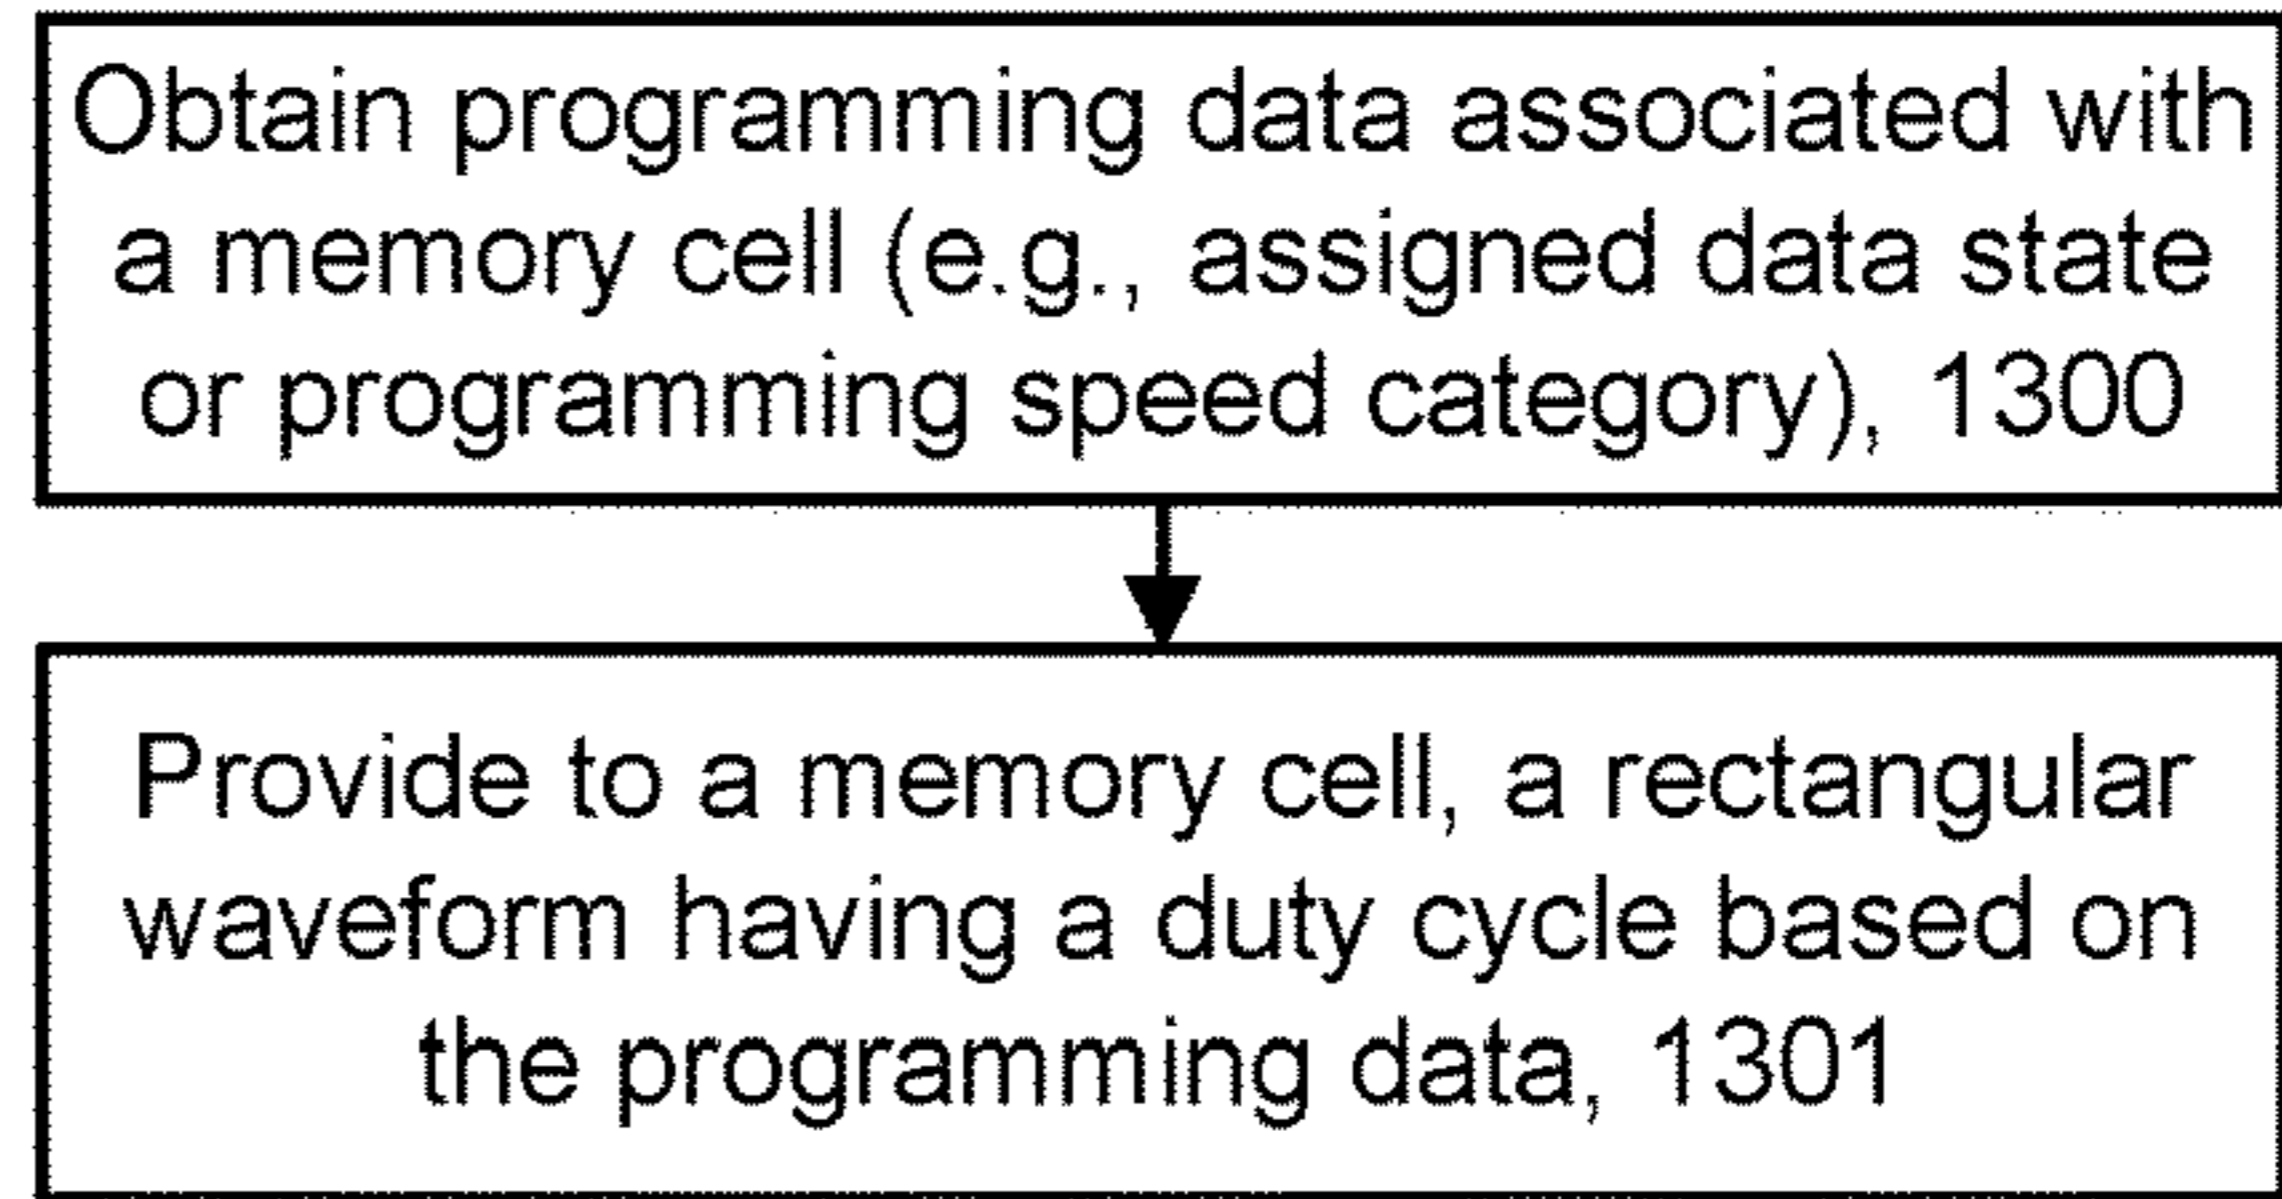 Obtain programming data associated with
a memory cell (e.g., assigned data state
or programming speed category), 1300
Provide to a memory cell, a rectangular
waveform having a duty cycle based on
the programming data, 1301